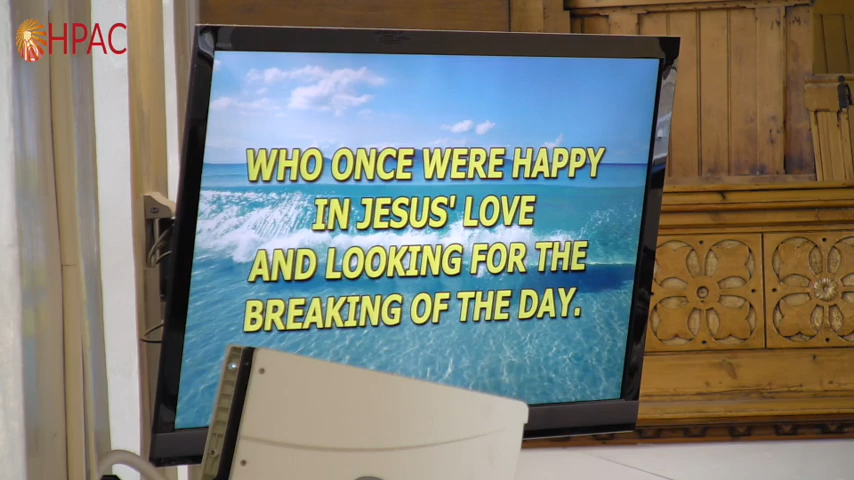 HPAC
WHO ONCE WERE HAPPY
IN JESUS' LOVE
AND LOOKING FOR THE
BREAKING OF THE DAY.